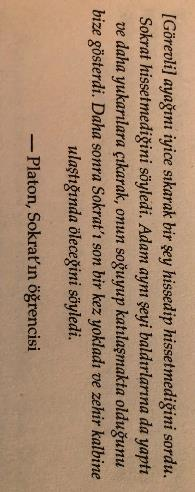 [Görevli] ayağını iyice sıkarak bir şey hissedip hissetmediğini sordu.
Sokrat hissetmediğini söyledi. Adam aynı şeyi baldırlarına da yaptı
ve daha yukarılara çıkarak, onun soğuyup katılaşmakta olduğunu
bize gösterdi. Daha sonra Sokrat'ı son bir kez yokladı ve zehir kalbine
ulaştığında öleceğini söyledi.
— Platon, Sokrat'ın öğrencisi